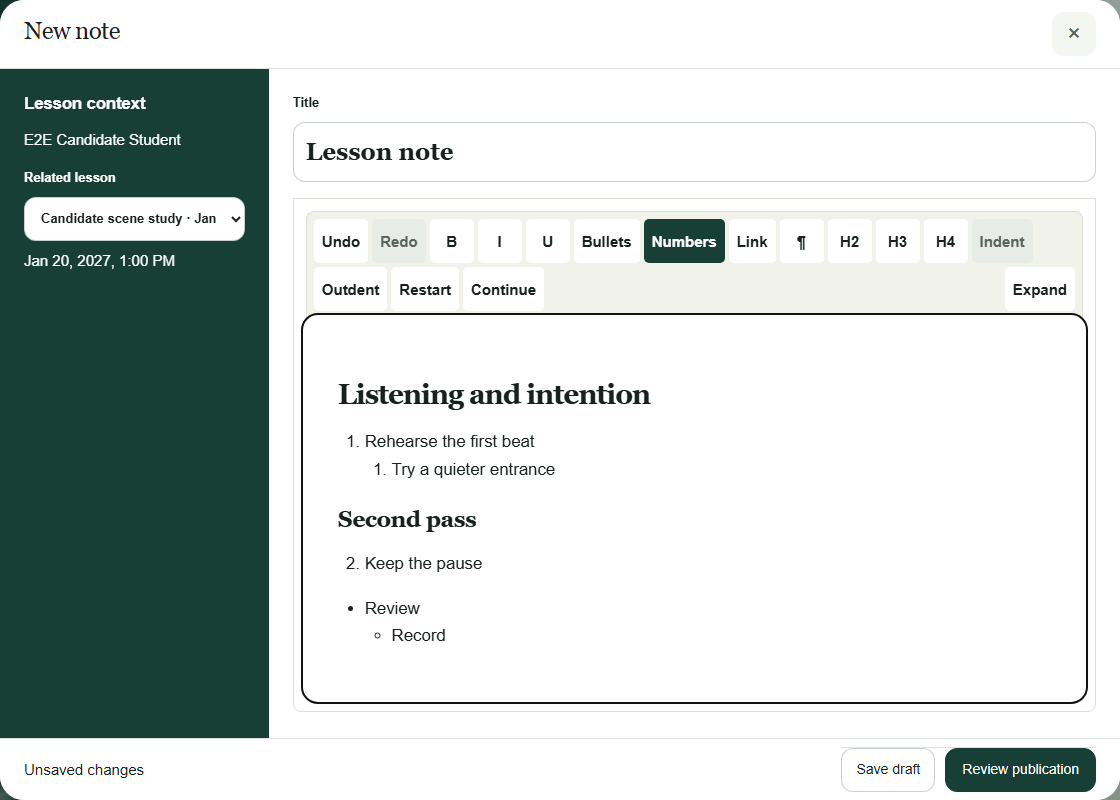 New note
×
Lesson context
E2E Candidate Student
Related lesson
Candidate scene study · Jan
Jan 20, 2027, 1:00 PM
Title
Lesson note
Undo Redo B I U Bullets Numbers Link ¶ H2 H3 H4 Indent
Outdent Restart Continue Expand
Listening and intention
1. Rehearse the first beat
1. Try a quieter entrance
Second pass
2. Keep the pause
• Review
◦ Record
Unsaved changes
Save draft Review publication